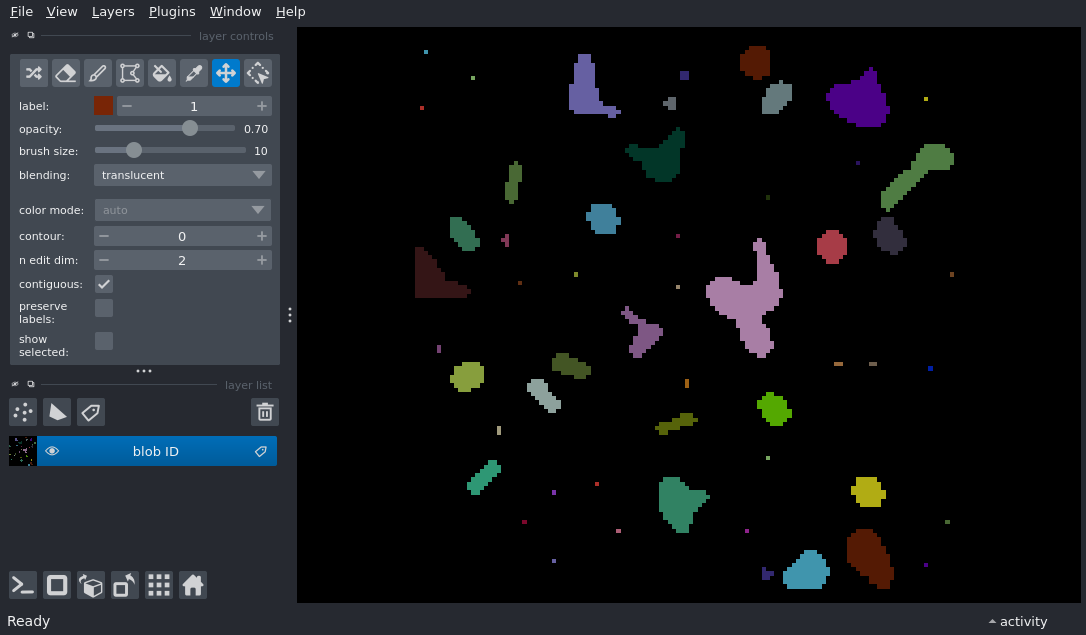 File View Layers Plugins Window Help
layer controls
label: 1
opacity: 0.70
brush size: 10
blending: translucent
color mode: auto
contour: 0
n edit dim: 2
contiguous:
preserve
labels:
show
selected:
layer list
blob ID
Ready
activity